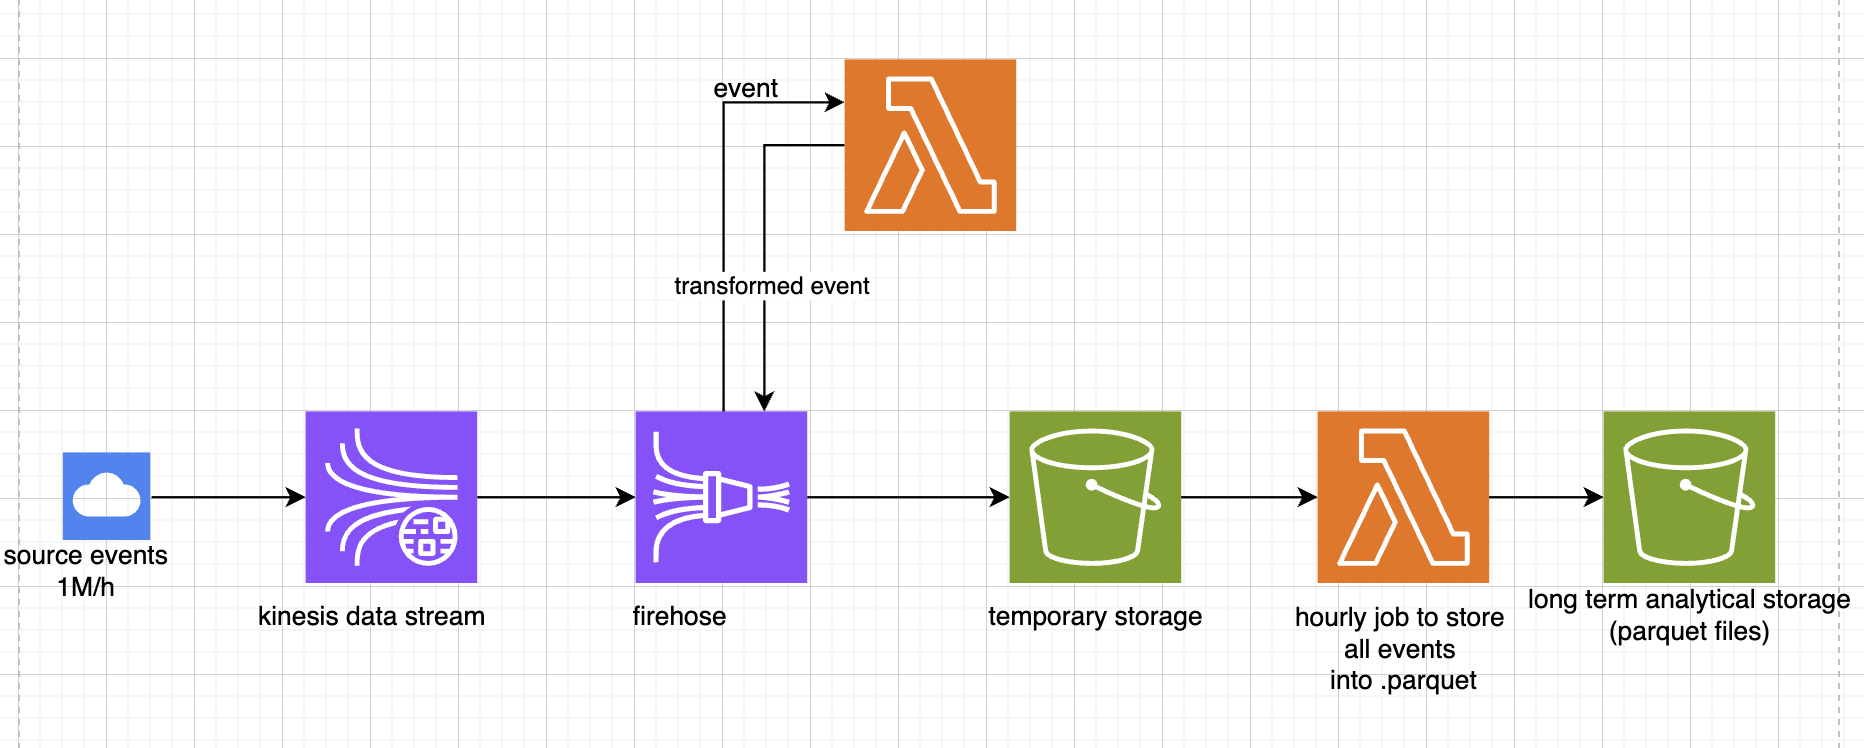 event
transformed event
source events
1M/h
kinesis data stream
firehose
temporary storage
hourly job to store
all events
into .parquet
long term analytical storage
(parquet files)